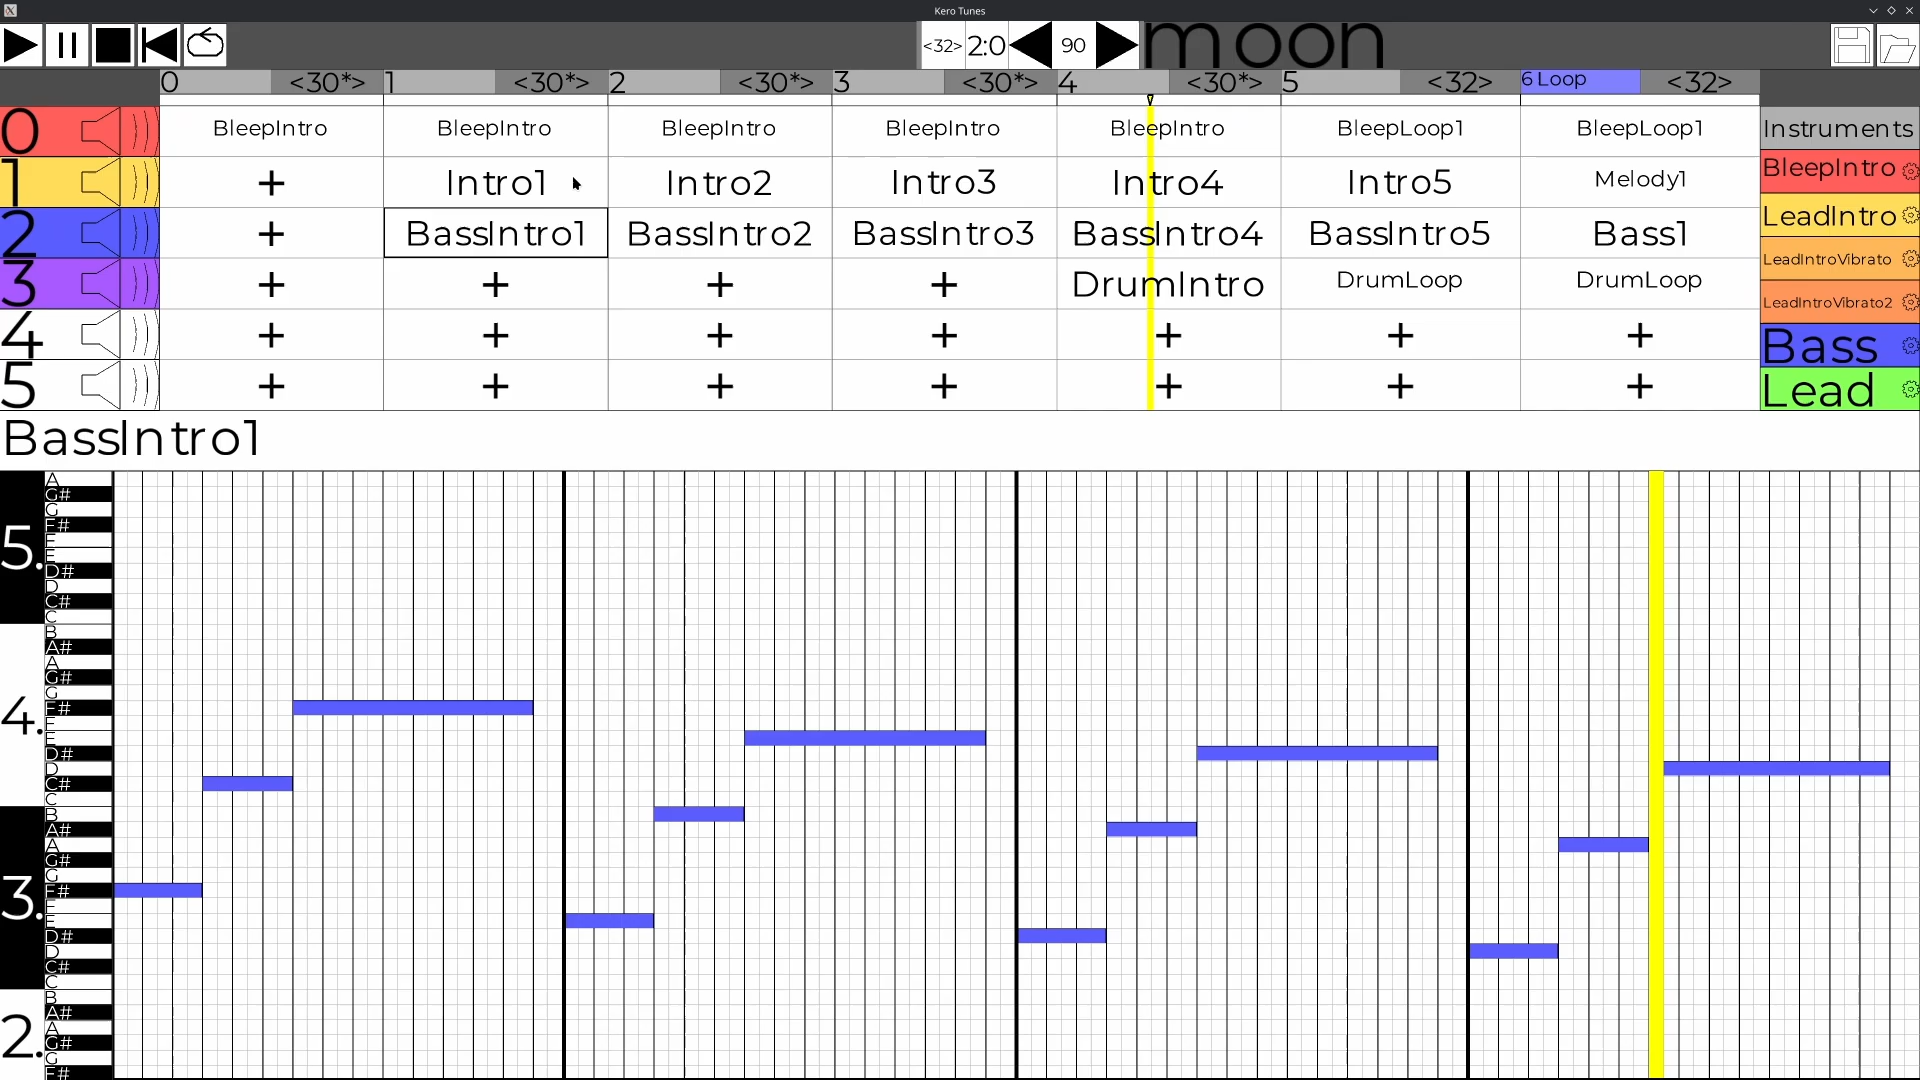 Kero Tunes
<32> 2:0 90 moon
0 <30*> 1 <30*> 2 <30*> 3 <30*> 4 <30*> 5 <32> 6 Loop <32>
0 BleepIntro BleepIntro BleepIntro BleepIntro BleepIntro BleepLoop1 BleepLoop1 Instruments
1 + Intro1 Intro2 Intro3 Intro4 Intro5 Melody1 BleepIntro
2 + BassIntro1 BassIntro2 BassIntro3 BassIntro4 BassIntro5 Bass1 LeadIntro
3 + + + + DrumIntro DrumLoop DrumLoop LeadIntroVibrato
LeadIntroVibrato2
4 + + + + + + + Bass
5 + + + + + + + Lead
BassIntro1
A
G#
G
F#
F
5. E
D#
D
C#
C
B
A#
A
G#
G
F#
4. F
E
D#
D
C#
C
B
A#
A
G#
G
3. F#
F
E
D#
D
C#
C
B
A#
A
2. G#
G
F#